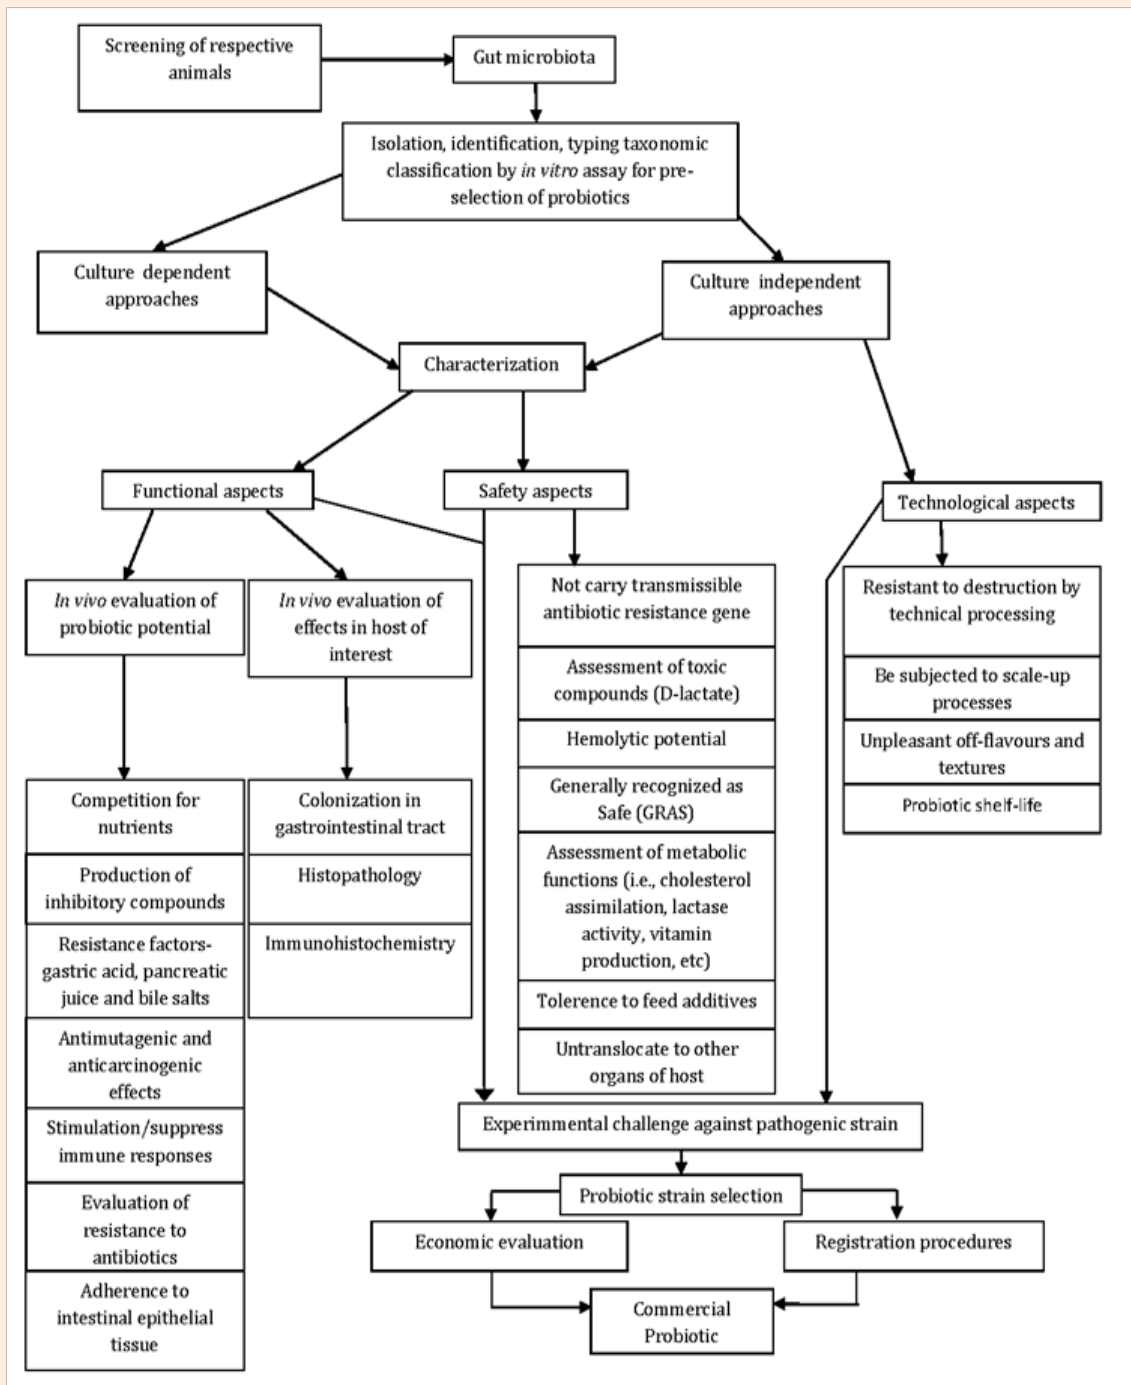 Screening of respective
animals
Gut microbiota
Isolation, identification, typing taxonomic
classification by in vitro assay for pre-
selection of probiotics
Culture dependent
approaches
Culture independent
approaches
Characterization
Functional aspects
Safety aspects
Technological aspects
In vivo evaluation of
probiotic potential
In vivo evaluation of
effects in host of
interest
Competition for
nutrients
Production of
inhibitory compounds
Resistance factors-
gastric acid, pancreatic
juice and bile salts
Antimutagenic and
anticarcinogenic
effects
Stimulation/suppress
immune responses
Evaluation of
resistance to
antibiotics
Adherence to
intestinal epithelial
tissue
Colonization in
gastrointestinal tract
Histopathology
Immunohistochemistry
Not carry transmissible
antibiotic resistance gene
Assessment of toxic
compounds (D-lactate)
Hemolytic potential
Generally recognized as
Safe (GRAS)
Assessment of metabolic
functions (i.e., cholesterol
assimilation, lactase
activity, vitamin
production, etc)
Tolerence to feed additives
Untranslocate to other
organs of host
Resistant to destruction by
technical processing
Be subjected to scale-up
processes
Unpleasant off-flavours and
textures
Probiotic shelf-life
Experimmental challenge against pathogenic strain
Probiotic strain selection
Economic evaluation
Registration procedures
Commercial
Probiotic